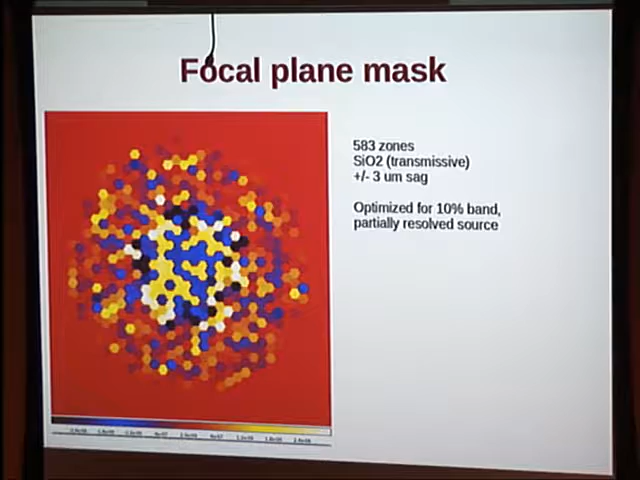 Focal plane mask
583 zones
SiO2 (transmissive)
+/- 3 um sag
Optimized for 10% band,
partially resolved source